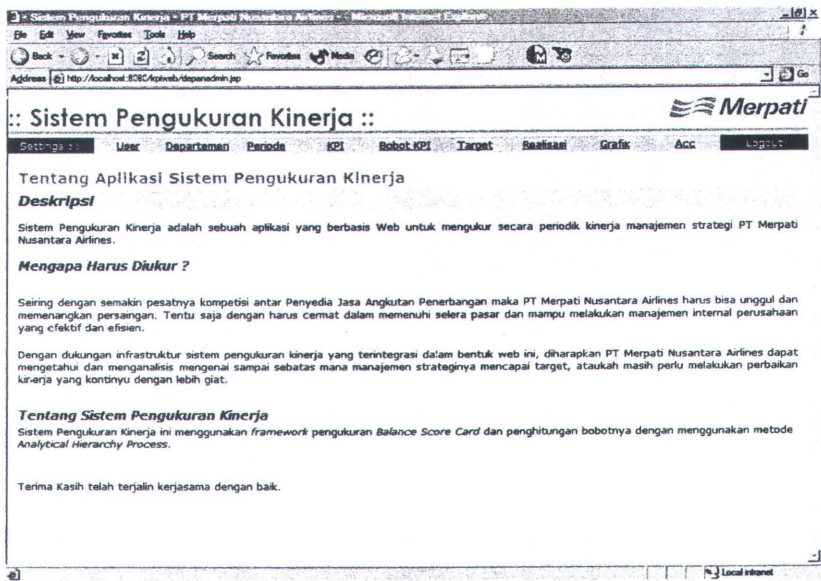 Sistem Pengukuran Kinerja - PT Merpati Nusantara Airlines - Microsoft Internet Explorer
File Edit View Favorites Tools Help
Back Search Favorites Media
Address http://localhost:8080/kpiweb/depanadmin.jsp Go
:: Sistem Pengukuran Kinerja :: Merpati
Settings :: User Departemen Periode KPI Bobot KPI Target Realisasi Grafik Acc Logout
Tentang Aplikasi Sistem Pengukuran Kinerja
Deskripsi
Sistem Pengukuran Kinerja adalah sebuah aplikasi yang berbasis Web untuk mengukur secara periodik kinerja manajemen strategi PT Merpati
Nusantara Airlines.
Mengapa Harus Diukur ?
Seiring dengan semakin pesatnya kompetisi antar Penyedia Jasa Angkutan Penerbangan maka PT Merpati Nusantara Airlines harus bisa unggul dan
memenangkan persaingan. Tentu saja dengan harus cermat dalam memenuhi selera pasar dan mampu melakukan manajemen internal perusahaan
yang efektif dan efisien.
Dengan dukungan infrastruktur sistem pengukuran kinerja yang terintegrasi dalam bentuk web ini, diharapkan PT Merpati Nusantara Airlines dapat
mengetahui dan menganalisis mengenai sampai sebatas mana manajemen strateginya mencapai target, ataukah masih perlu melakukan perbaikan
kinerja yang kontinyu dengan lebih giat.
Tentang Sistem Pengukuran Kinerja
Sistem Pengukuran Kinerja ini menggunakan framework pengukuran Balance Score Card dan penghitungan bobotnya dengan menggunakan metode
Analytical Hierarchy Process.
Terima Kasih telah terjalin kerjasama dengan baik.
Local intranet